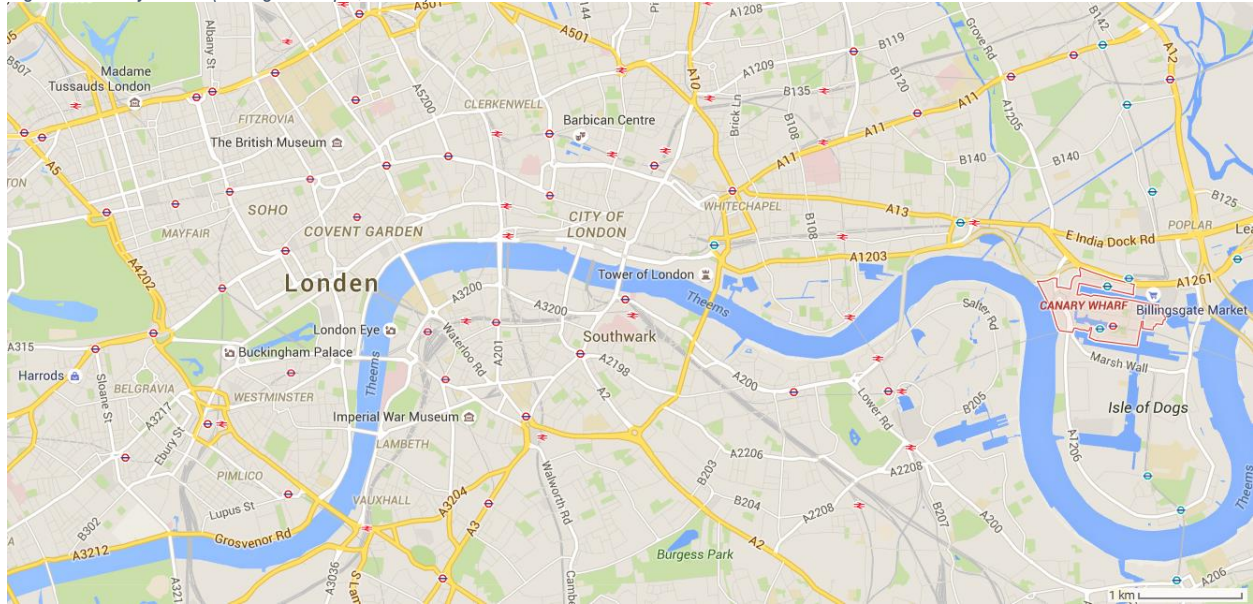 Albany St
A501
144
A1208
B119
Grove Rd
B142
A12
A501
B507
Madame
Tussauds London
A5200
CLERKENWELL
A10
A1209
B135
B120
A11
A1205
FITZROVIA
The British Museum
Barbican Centre
Brick Ln
B108
A11
A11
B140
B140
A5
SOHO
MAYFAIR
COVENT GARDEN
CITY OF
LONDON
WHITECHAPEL
B108
A13
POPLAR
B125
E India Dock Rd
Lea
A4202
Londen
Tower of London
A1203
A1261
A3200
A3200
Theems
Salter Rd
CANARY WHARF
Billingsgate Market
London Eye
Southwark
Waterloo Rd
A201
A315
Buckingham Palace
Marsh Wall
Harrods
Sloane St
BELGRAVIA
Theems
A2198
A200
WESTMINSTER
A2
Lower Rd
B205
Isle of Dogs
A3217
Ebury St
Imperial War Museum
LAMBETH
A2206
A1206
PIMLICO
Walworth Rd
B203
A2208
Theems
VAUXHALL
A3204
B204
A2208
Lupus St
A3
B207
A200
B302
Grosvenor Rd
Burgess Park
A2
A3212
A3036
S Lam
Cambe
A321
A206
1 km